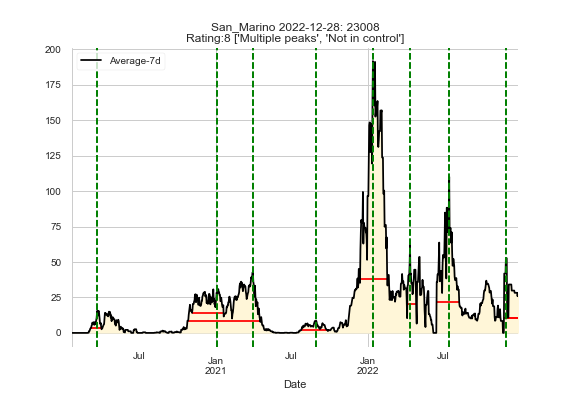 San_Marino 2022-12-28: 23008
Rating:8 ['Multiple peaks', 'Not in control']
Average-7d
200
175
150
125
100
75
50
25
0
Jul
Jan
2021
Jul
Jan
2022
Jul
Date